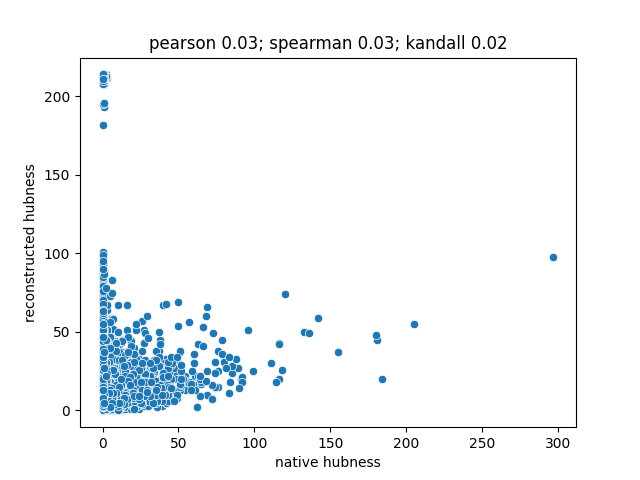 pearson 0.03; spearman 0.03; kandall 0.02
200
150
100
50
0
reconstructed hubness
0 50 100 150 200 250 300
native hubness